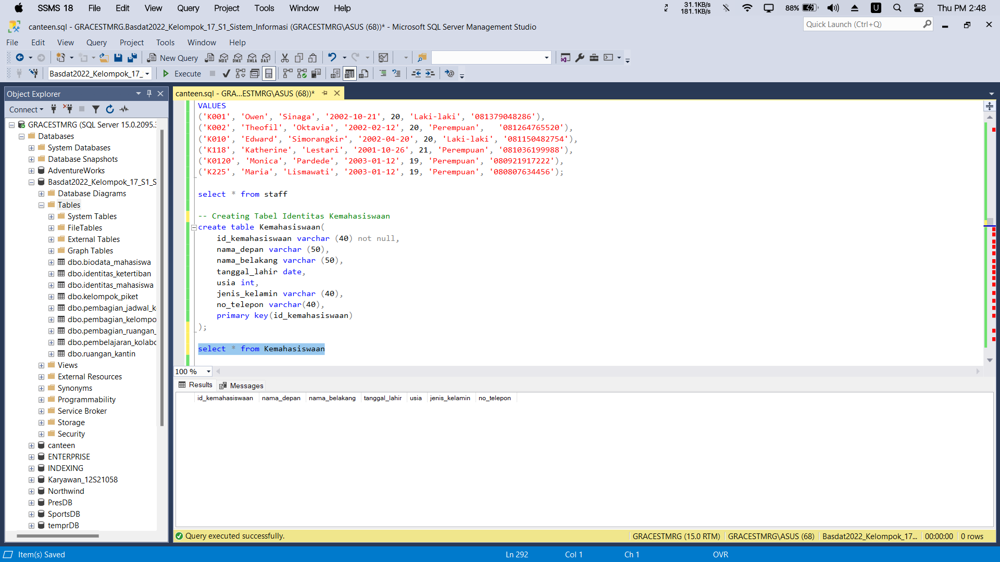 SSMS 18 File Edit View Query Project Tools Window Help
31.1KB/s
181.1KB/s
88%
U
Thu PM 2:48
canteen.sql - GRACESTMRG.Basdat2022_Kelompok_17_S1_Sistem_Informasi (GRACESTMRG\ASUS (68))* - Microsoft SQL Server Management Studio
Quick Launch (Ctrl+Q)
File Edit View Query Project Tools Window Help
New Query
MDX DMX XMLA DAX
Basdat2022_Kelompok_17_
Execute
Object Explorer
Connect
GRACESTMRG (SQL Server 15.0.2095.3
Databases
System Databases
Database Snapshots
AdventureWorks
Basdat2022_Kelompok_17_S1_S
Database Diagrams
Tables
System Tables
FileTables
External Tables
Graph Tables
dbo.biodata_mahasiswa
dbo.identitas_ketertiban
dbo.identitas_mahasiswa
dbo.kelompok_piket
dbo.pembagian_jadwal_k
dbo.pembagian_kelompo
dbo.pembagian_ruangan_
dbo.pembelajaran_kolabo
dbo.ruangan_kantin
Views
External Resources
Synonyms
Programmability
Service Broker
Storage
Security
canteen
ENTERPRISE
INDEXING
Karyawan_12S21058
Northwind
PresDB
SportsDB
temprDB
canteen.sql - GRA...ESTMRG\ASUS (68))*
VALUES
('K001', 'Owen', 'Sinaga', '2002-10-21', 20, 'Laki-laki', '081379048286'),
('K002', 'Theofil', 'Oktavia', '2002-02-12', 20, 'Perempuan',   '081264765520'),
('K010', 'Edward', 'Simorangkir', '2002-04-20', 20, 'Laki-laki', '081150482754'),
('K118', 'Katherine', 'Lestari', '2001-10-26', 21, 'Perempuan', '081036199988'),
('K0120', 'Monica', 'Pardede', '2003-01-12', 19, 'Perempuan', '080921917222'),
('K225', 'Maria', 'Lismawati', '2003-01-12', 19, 'Perempuan', '080807634456');
select * from staff
-- Creating Tabel Identitas Kemahasiswaan
create table Kemahasiswaan(
id_kemahasiswaan varchar (40) not null,
nama_depan varchar (50),
nama_belakang varchar (50),
tanggal_lahir date,
usia int,
jenis_kelamin varchar (40),
no_telepon varchar(40),
primary key(id_kemahasiswaan)
);
select * from Kemahasiswaan
100 %
Results Messages
id_kemahasiswaan nama_depan nama_belakang tanggal_lahir usia jenis_kelamin no_telepon
Query executed successfully.
GRACESTMRG (15.0 RTM) GRACESTMRG\ASUS (68) Basdat2022_Kelompok_17... 00:00:00 0 rows
Item(s) Saved
Ln 292 Col 1 Ch 1 OVR